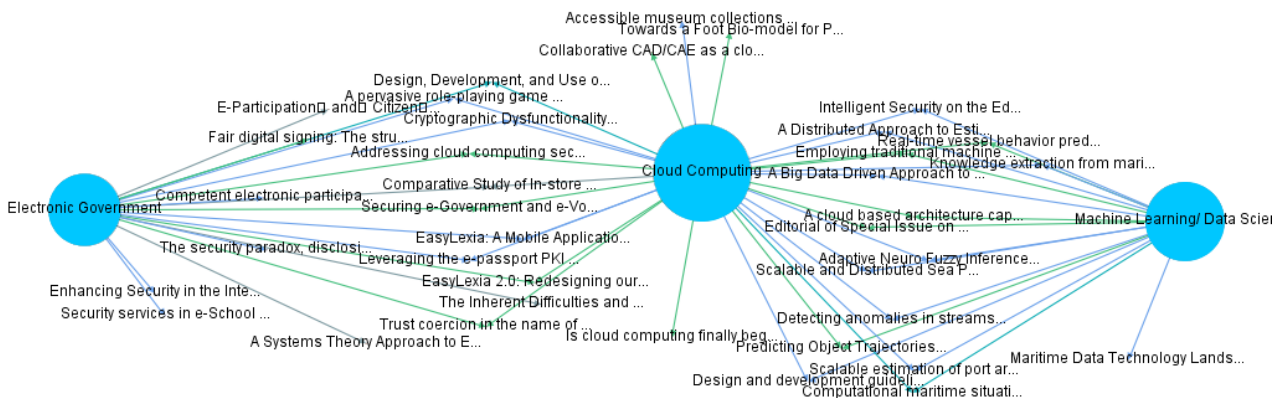 Accessible museum collections ...
Towards a Foot Bio-model for P...
Collaborative CAD/CAE as a clo...
Design, Development, and Use o...
A pervasive role-playing game ...
E-Participation▯ and▯ Citizen▯...
Cryptographic Dysfunctionality...
Fair digital signing: The stru...
Addressing cloud computing sec...
Intelligent Security on the Ed...
A Distributed Approach to Esti...
Real-time vessel behavior pred...
Employing traditional machine ...
Knowledge extraction from mari...
Cloud Computing
A Big Data Driven Approach to ...
Comparative Study of In-store ...
Competent electronic participa...
Electronic Government
Securing e-Government and e-Vo...
A cloud based architecture cap...
Machine Learning/ Data Scien
Editorial of Special Issue on ...
EasyLexia: A Mobile Applicatio...
The security paradox, disclosi...
Leveraging the e-passport PKI ...
Adaptive Neuro Fuzzy Inference...
Scalable and Distributed Sea P...
EasyLexia 2.0: Redesigning our...
Enhancing Security in the Inte...
The Inherent Difficulties and ...
Security services in e-School ...
Detecting anomalies in streams...
Trust coercion in the name of ...
Is cloud computing finally beg...
A Systems Theory Approach to E...
Predicting Object Trajectories...
Maritime Data Technology Lands...
Scalable estimation of port ar...
Design and development guideli...
Computational maritime situati...